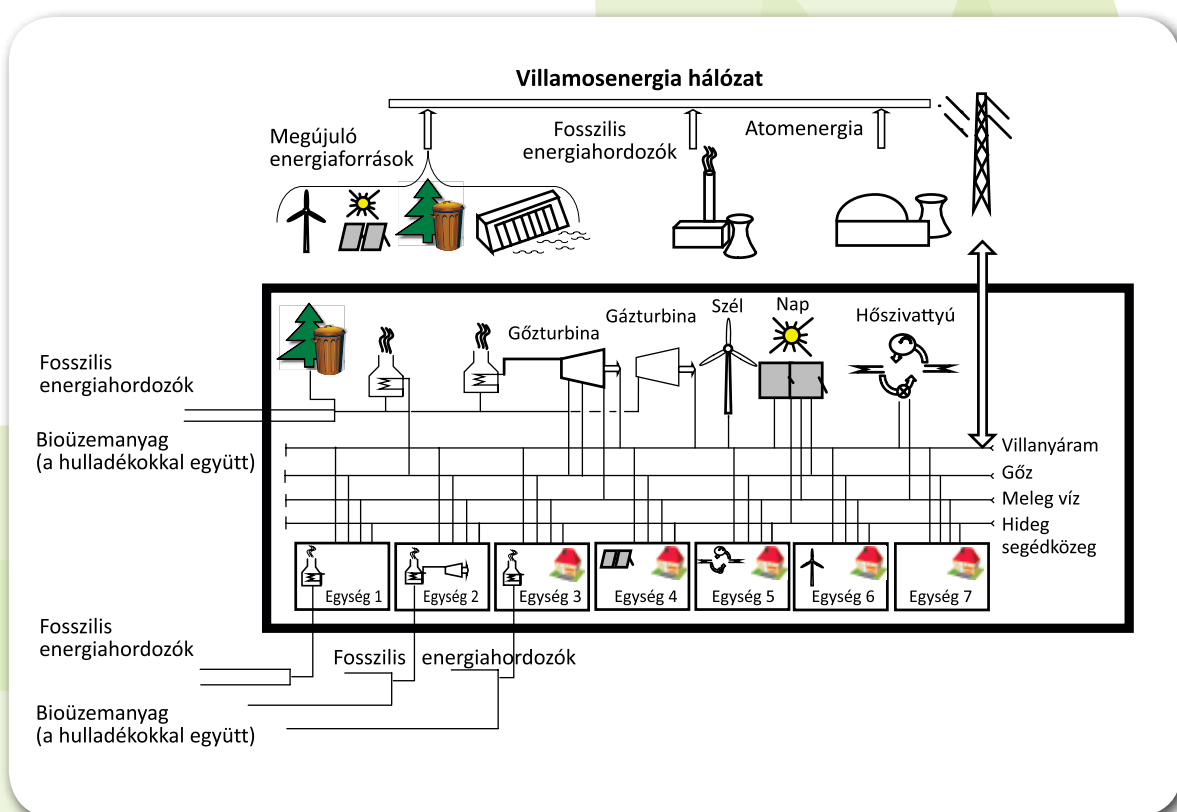 Villamosenergia hálózat
Megújuló
energiaforrások
Fosszilis
energiahordozók
Atomenergia
Gőzturbina
Gázturbina
Szél
Nap
Hőszivattyú
Fosszilis
energiahordozók
Bioüzemanyag
(a hulladékokkal együtt)
Villanyáram
Gőz
Meleg víz
Hideg
segédközeg
Egység 1
Egység 2
Egység 3
Egység 4
Egység 5
Egység 6
Egység 7
Fosszilis
energiahordozók
Fosszilis energiahordozók
Bioüzemanyag
(a hulladékokkal együtt)